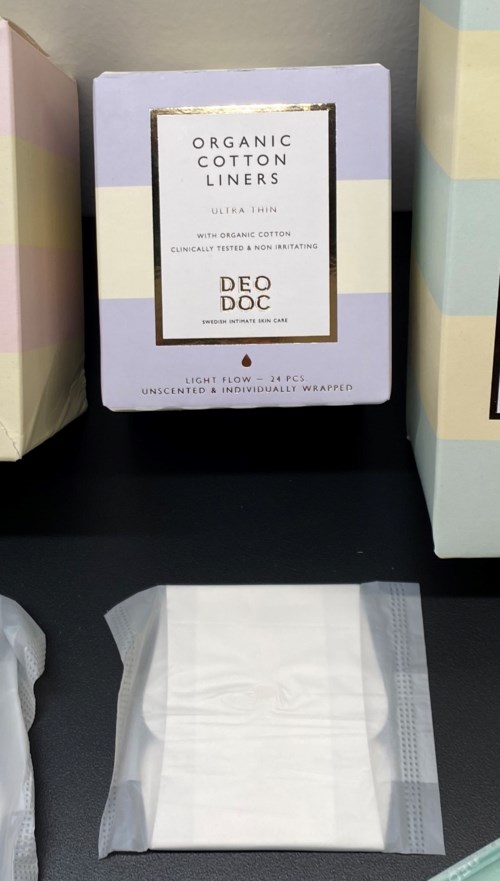 ORGANIC
COTTON
LINERS
ULTRA THIN
WITH ORGANIC COTTON
CLINICALLY TESTED & NON IRRITATING
DEO
DOC
SWEDISH INTIMATE SKIN CARE
LIGHT FLOW – 24 PCS
UNSCENTED & INDIVIDUALLY WRAPPED